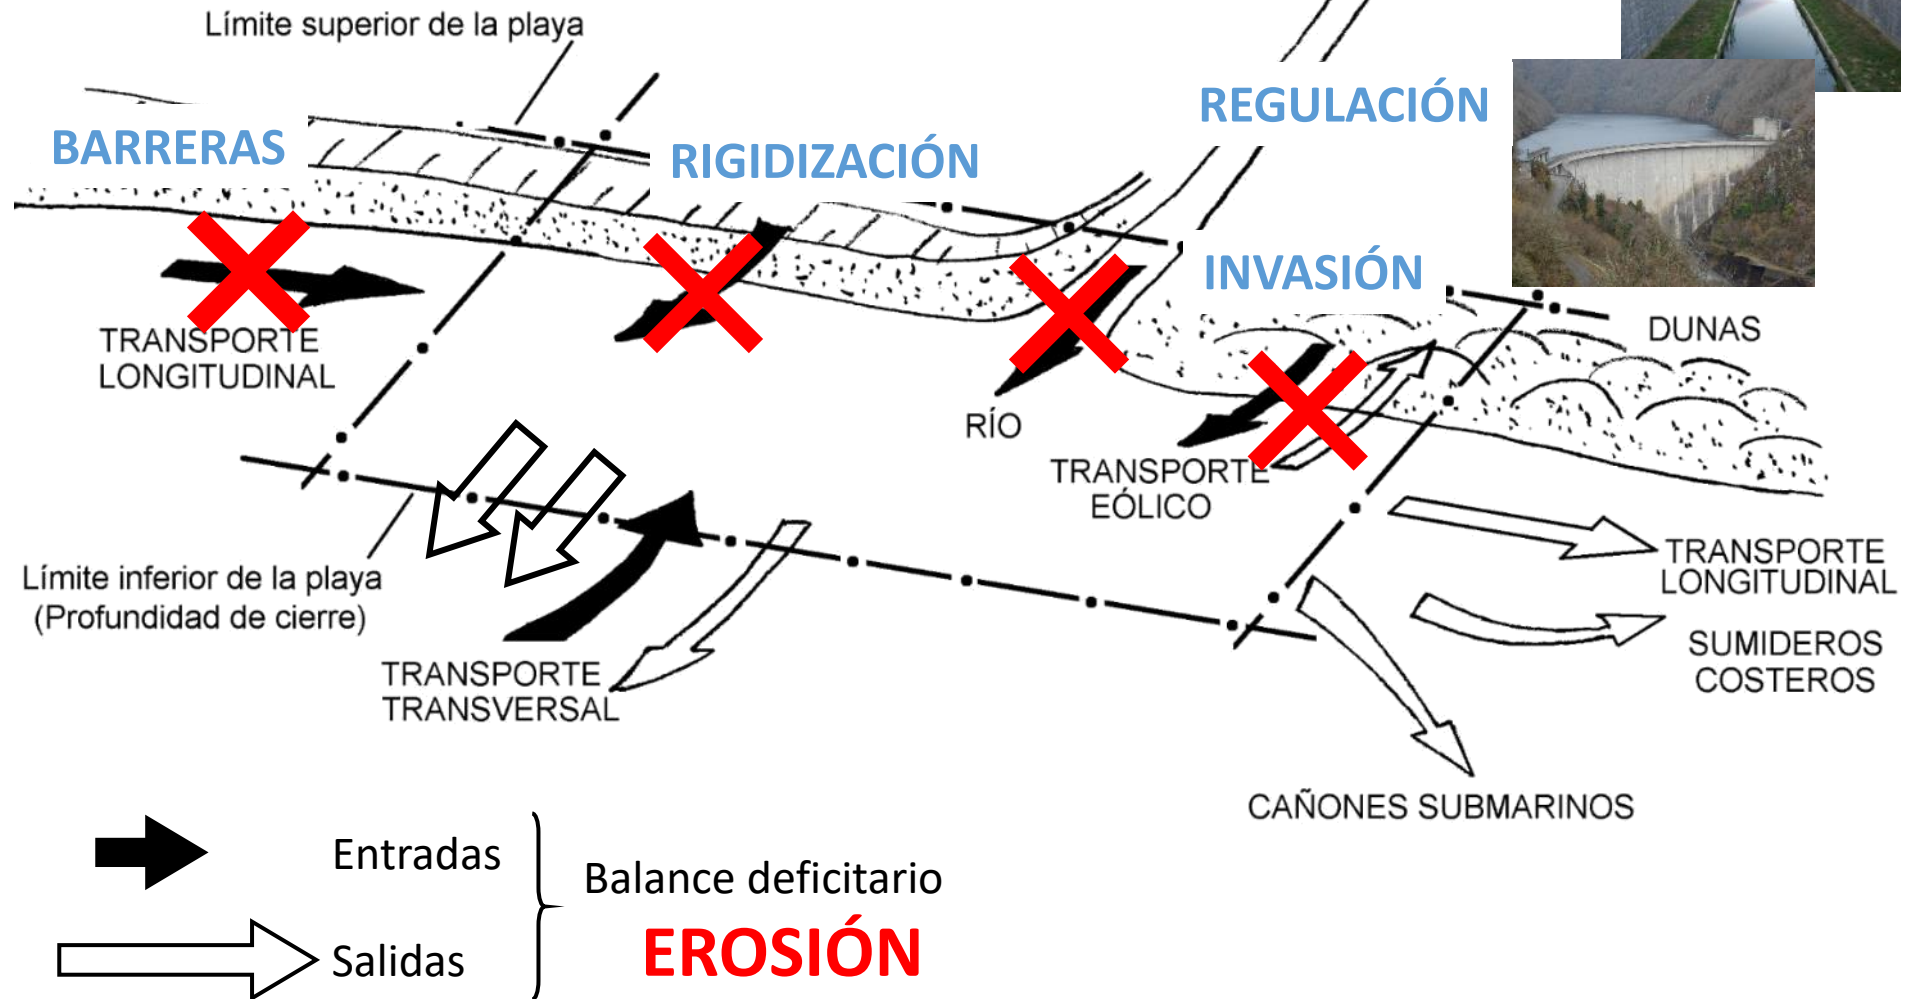 Límite superior de la playa
REGULACIÓN
BARRERAS
RIGIDIZACIÓN
INVASIÓN
DUNAS
TRANSPORTE
LONGITUDINAL
RÍO
TRANSPORTE
EÓLICO
TRANSPORTE
LONGITUDINAL
Límite inferior de la playa
(Profundidad de cierre)
SUMIDEROS
COSTEROS
TRANSPORTE
TRANSVERSAL
CAÑONES SUBMARINOS
Entradas
Balance deficitario
EROSIÓN
Salidas